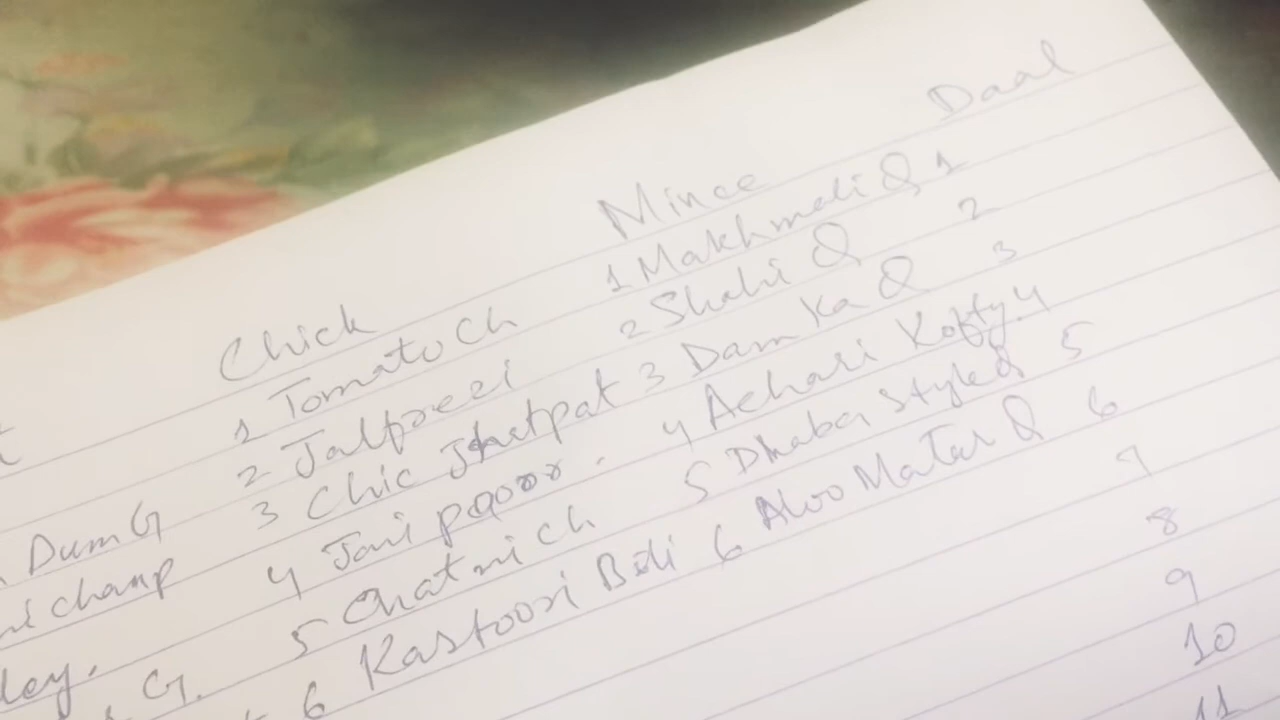 Daal
Mince
Chick
1 Tomato Ch 1 Makhmali Q 1
2 Jalfrezi 2 Shahi Q 2
3 Chic Jhatpat 3 Dam Ka Q 3
Dum G 4 Jani 4 Achari Kofty 4
champ 5 Chatni Ch 5 Dhaba Style Q 5
G. 6 Kastoori Boti 6 Aloo Matar Q 6
7
8
9
10
11